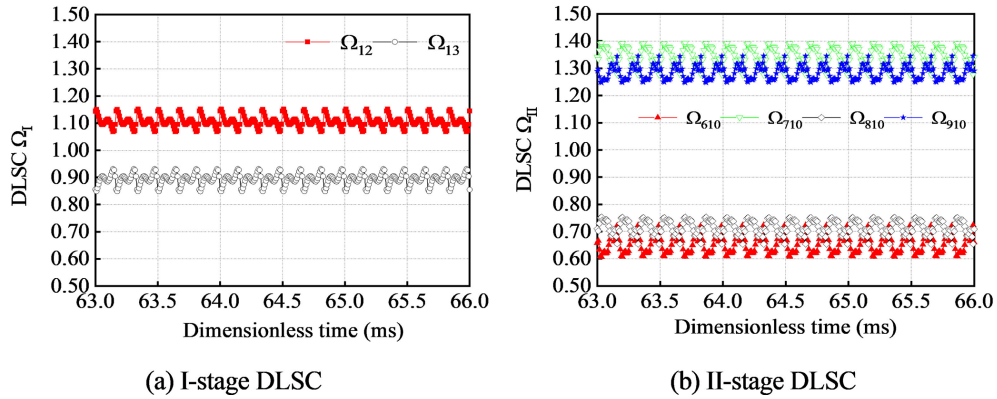 1.50
1.40
1.30
1.20
1.10
1.00
0.90
0.80
0.70
0.60
0.50
DLSC Ω_I
Ω_12 Ω_13
63.0 63.5 64.0 64.5 65.0 65.5 66.0
Dimensionless time (ms)
(a) I-stage DLSC
1.50
1.40
1.30
1.20
1.10
1.00
0.90
0.80
0.70
0.60
0.50
DLSC Ω_II
Ω_610 Ω_710 Ω_810 Ω_910
63.0 63.5 64.0 64.5 65.0 65.5 66.0
Dimensionless time (ms)
(b) II-stage DLSC